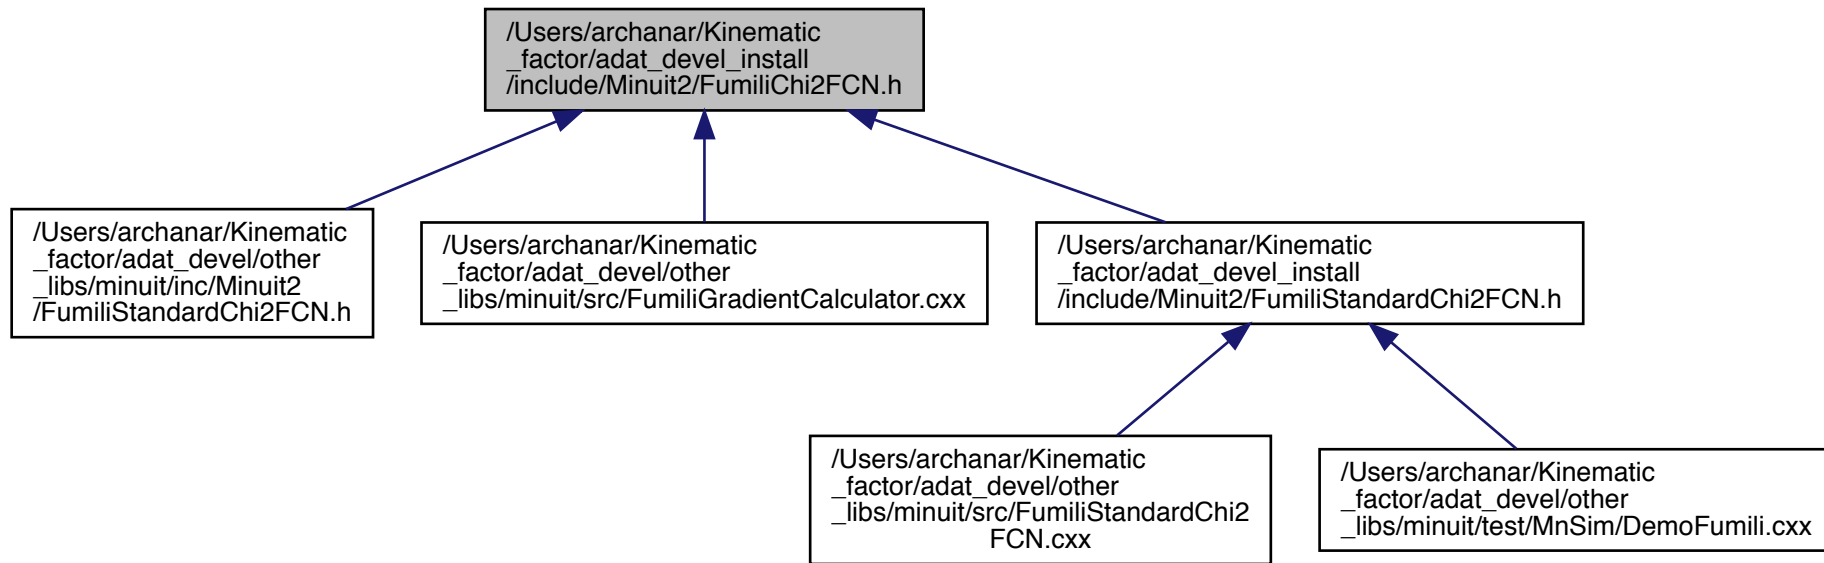 /Users/archanar/Kinematic
_factor/adat_devel_install
/include/Minuit2/FumiliChi2FCN.h
/Users/archanar/Kinematic
_factor/adat_devel/other
_libs/minuit/inc/Minuit2
/FumiliStandardChi2FCN.h
/Users/archanar/Kinematic
_factor/adat_devel/other
_libs/minuit/src/FumiliGradientCalculator.cxx
/Users/archanar/Kinematic
_factor/adat_devel_install
/include/Minuit2/FumiliStandardChi2FCN.h
/Users/archanar/Kinematic
_factor/adat_devel/other
_libs/minuit/src/FumiliStandardChi2
FCN.cxx
/Users/archanar/Kinematic
_factor/adat_devel/other
_libs/minuit/test/MnSim/DemoFumili.cxx